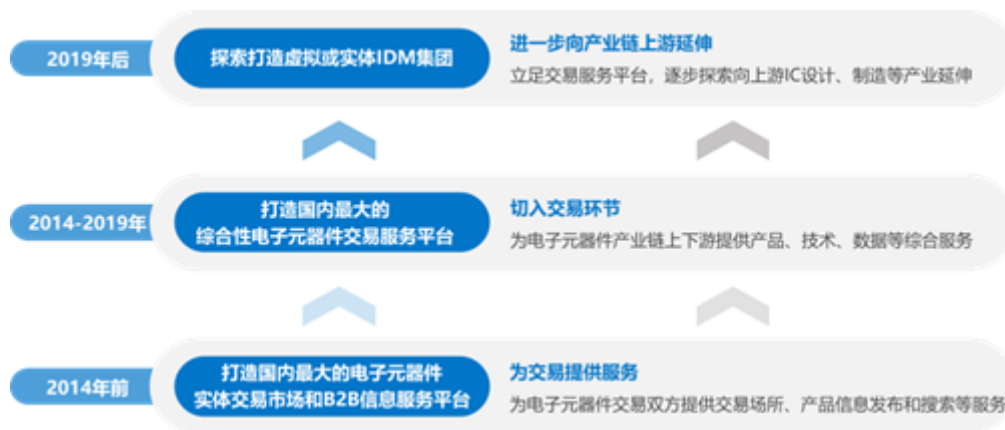 2019年后
探索打造虚拟或实体IDM集团
进一步向产业链上游延伸
立足交易服务平台，逐步探索向上游IC设计、制造等产业延伸
2014-2019年
打造国内最大的
综合性电子元器件交易服务平台
切入交易环节
为电子元器件产业链上下游提供产品、技术、数据等综合服务
2014年前
打造国内最大的电子元器件
实体交易市场和B2B信息服务平台
为交易提供服务
为电子元器件交易双方提供交易场所、产品信息发布和搜索等服务